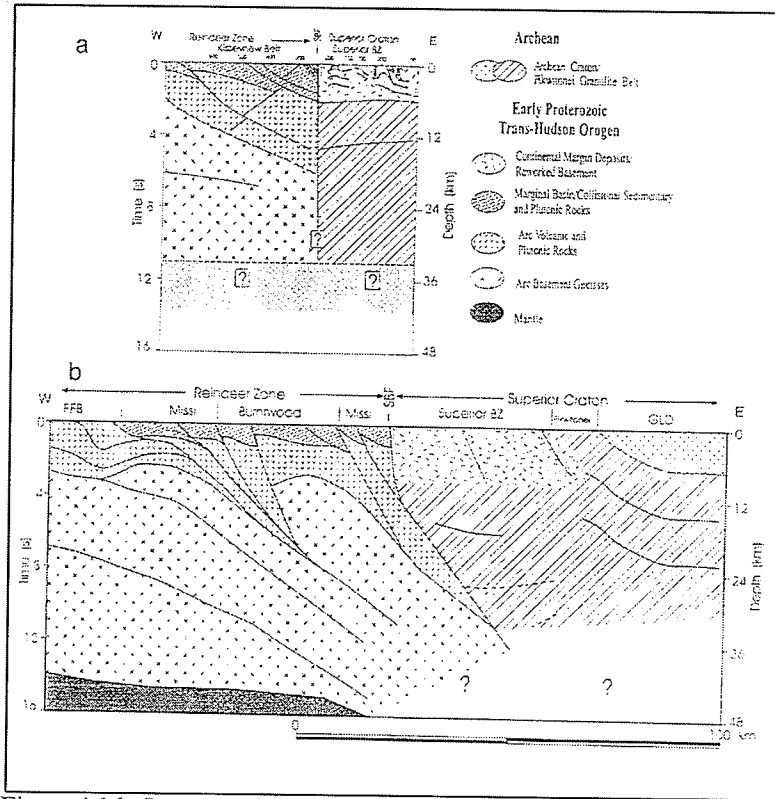 a
W
Reindeer Zone
Kisseynew Belt
SBF
Superior Craton
Superior BZ
E
0
0
4
12
24
12
36
16
48
Time [s]
Depth [km]
?
?
?
Archean
Archean Craton/
Pikwitonei Granulite Belt
Early Proterozoic
Trans-Hudson Orogen
Continental Margin Deposits/
Reworked Basement
Marginal Basin/Collisional Sedimentary
and Plutonic Rocks
Arc Volcanic and
Plutonic Rocks
Arc Basement Gneisses
Mantle
b
W
Reindeer Zone
SBF
Superior Craton
E
FFB
Missi
Burntwood
Missi
Superior BZ
GLD
0
0
4
12
24
10
36
48
Time [s]
Depth [km]
?
?
0
100 km